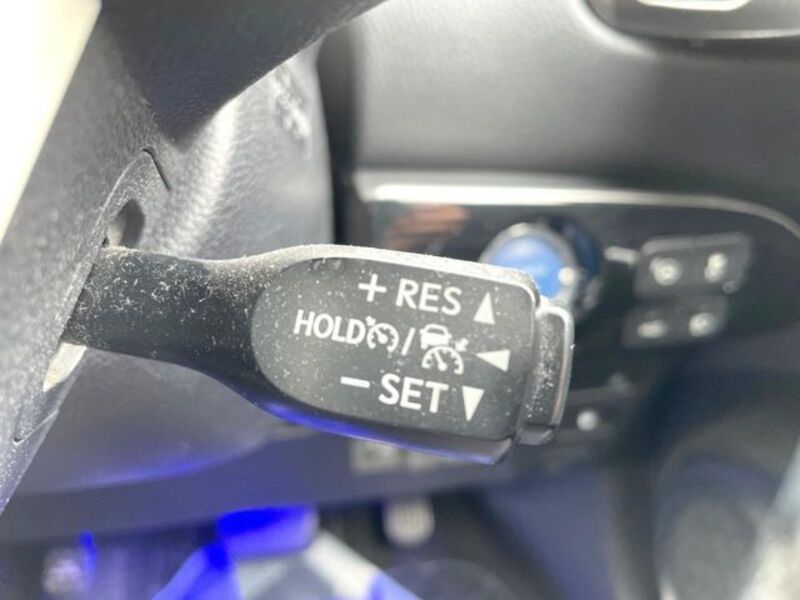 + RES ▲
HOLD / ◀
− SET ▼